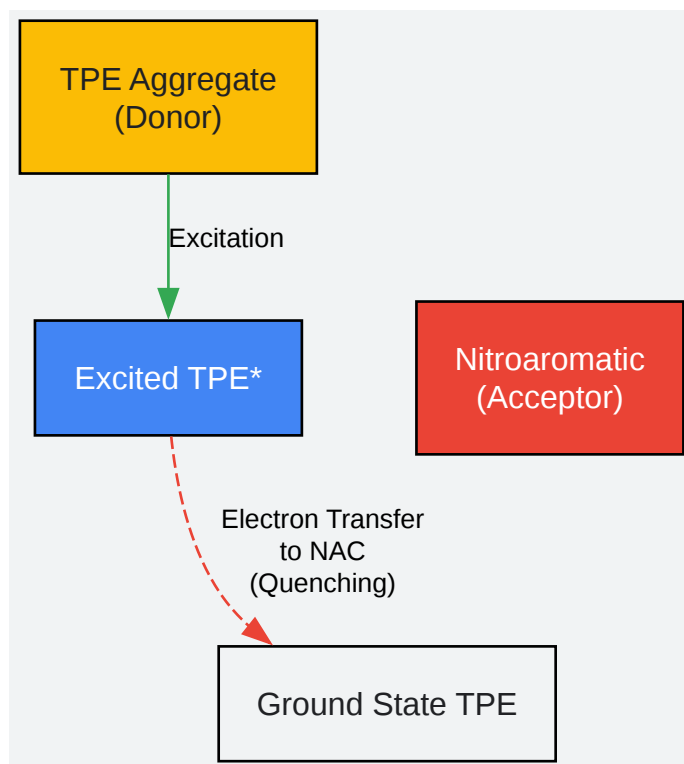 TPE Aggregate
(Donor)
Excitation
Excited TPE*
Nitroaromatic
(Acceptor)
Electron Transfer
to NAC
(Quenching)
Ground State TPE